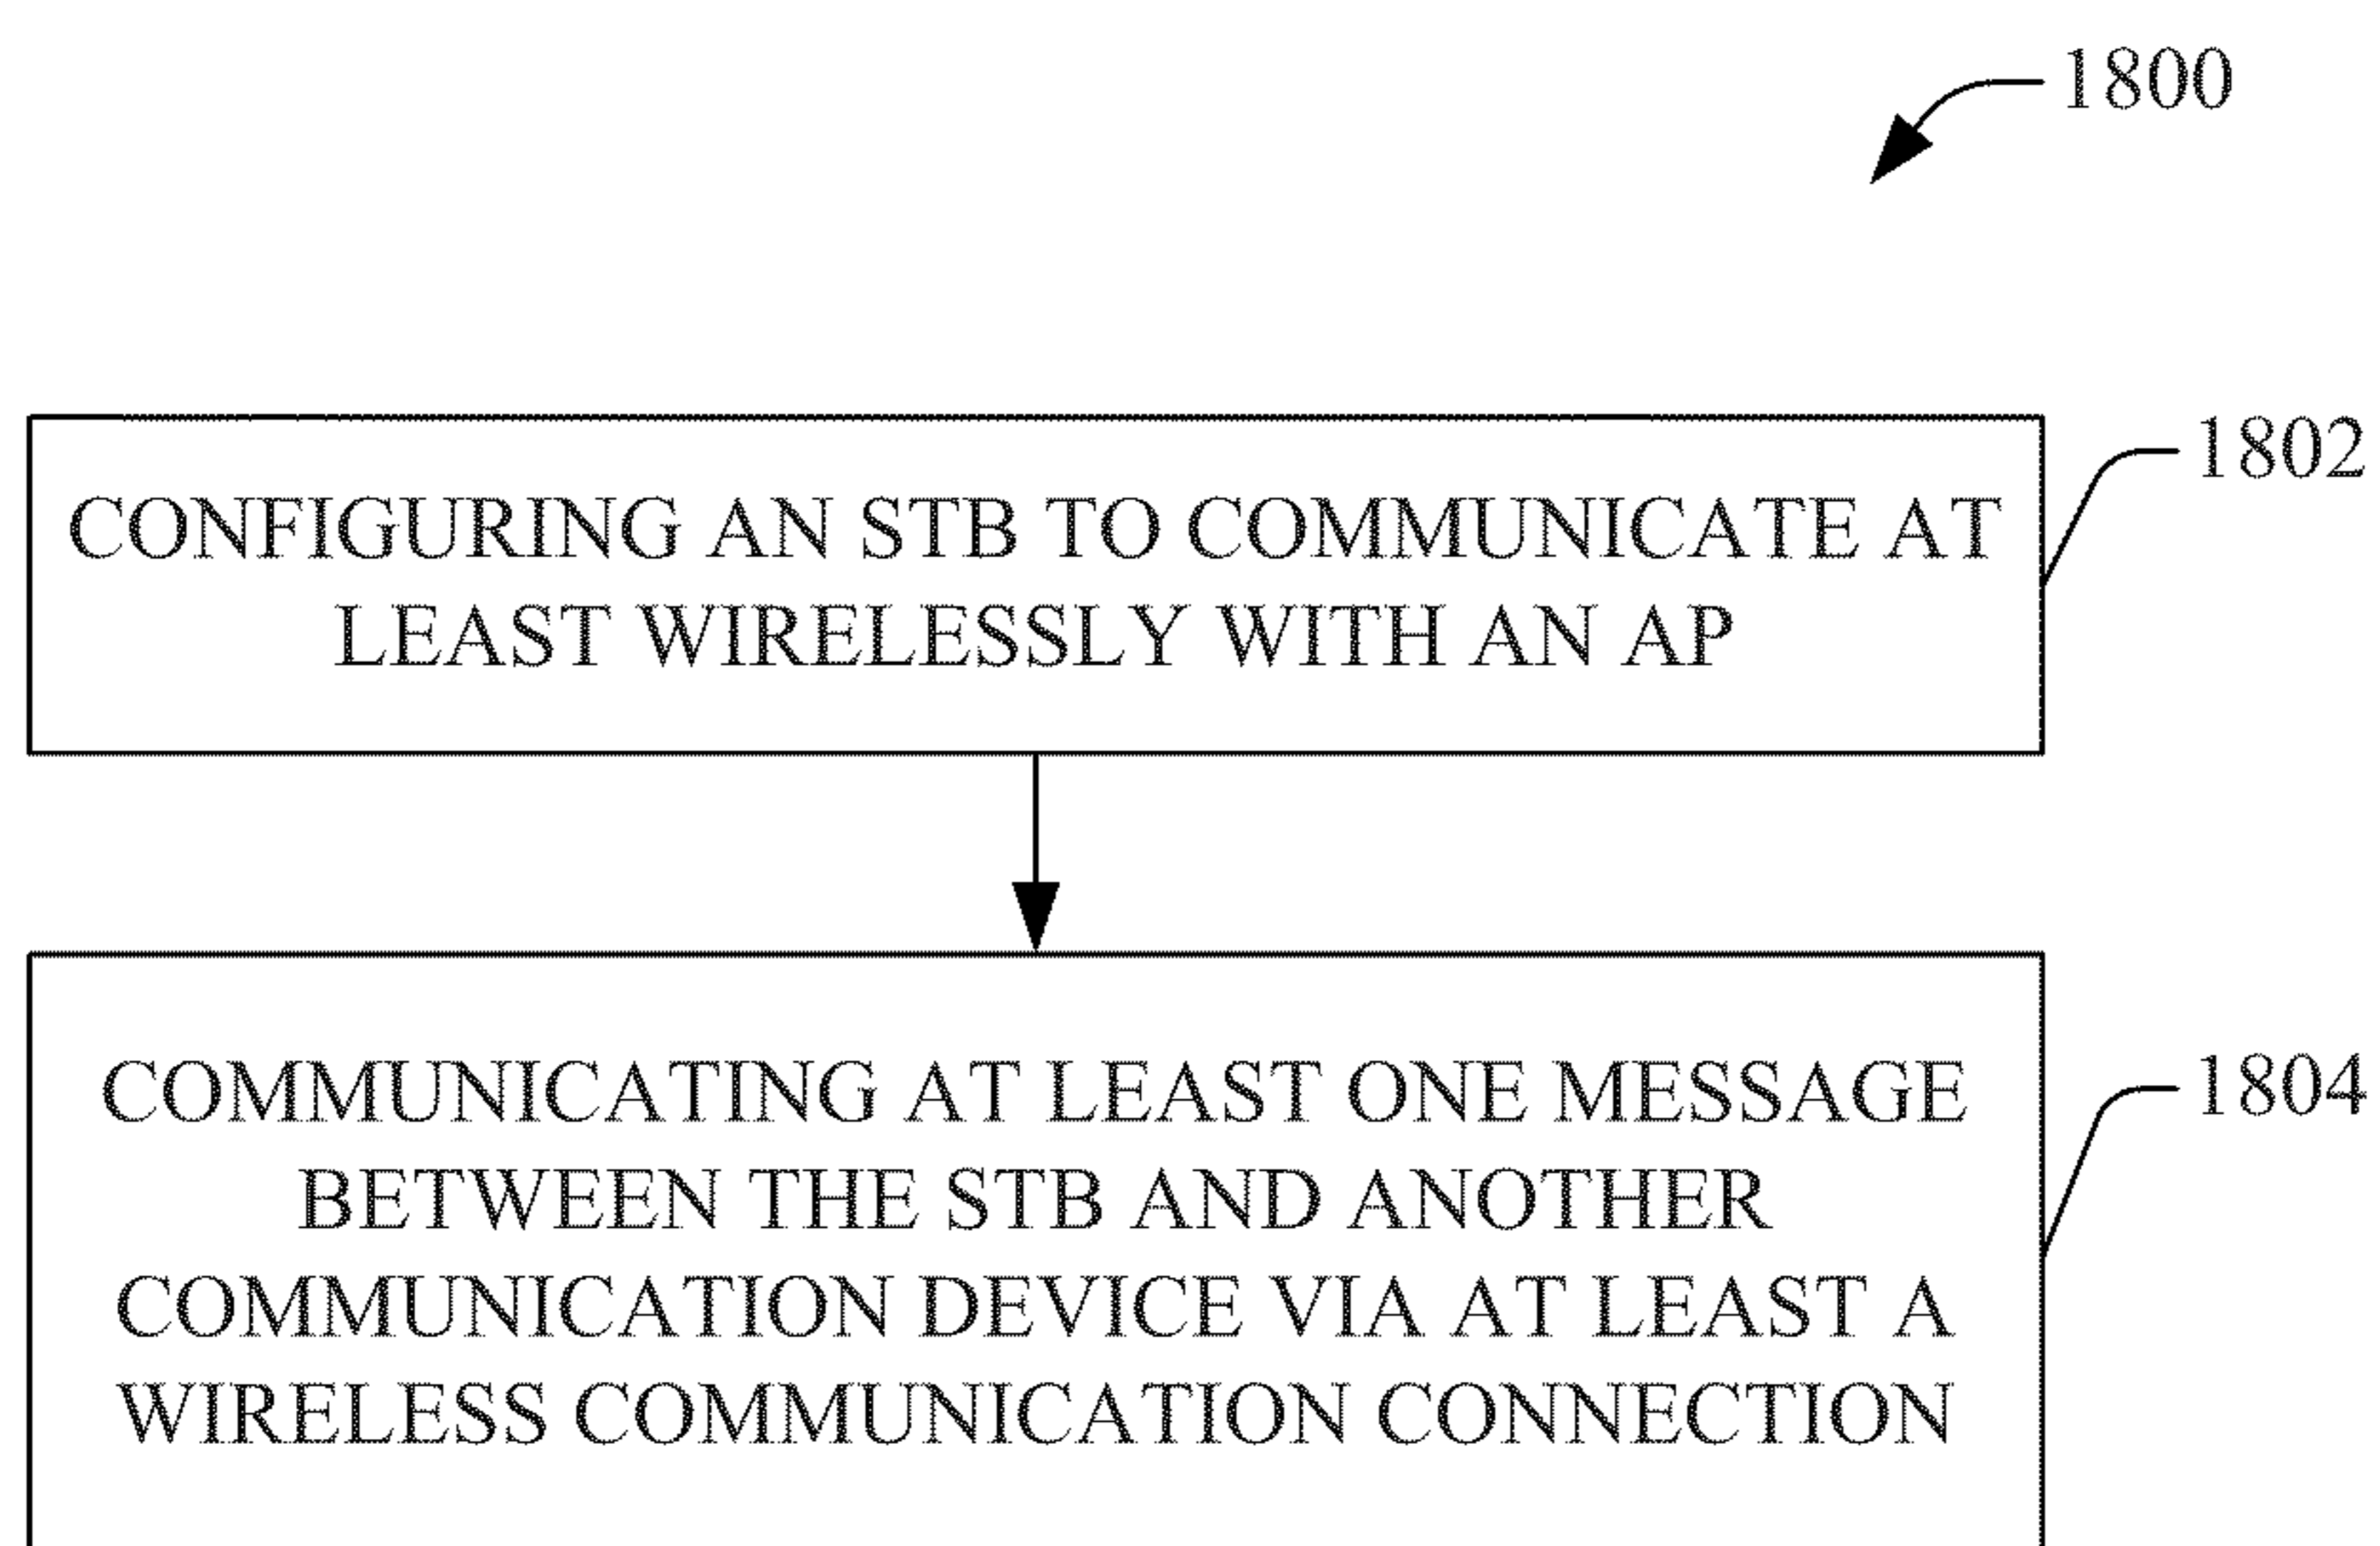 1800
1802
CONFIGURING AN STB TO COMMUNICATE AT
LEAST WIRELESSLY WITH AN AP
1804
COMMUNICATING AT LEAST ONE MESSAGE
BETWEEN THE STB AND ANOTHER
COMMUNICATION DEVICE VIA AT LEAST A
WIRELESS COMMUNICATION CONNECTION